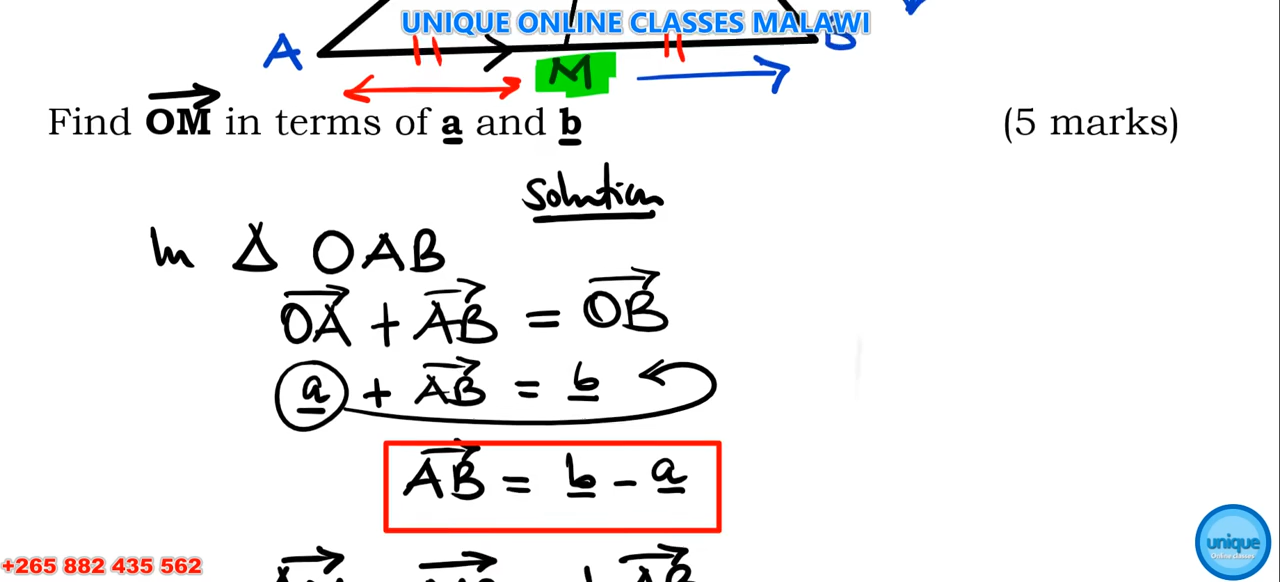 UNIQUE ONLINE CLASSES MALAWI
A B
M
Find OM in terms of a and b (5 marks)
Solution
In Δ OAB
OA + AB = OB
a + AB = b
AB = b - a
AB
unique
Online classes
+265 882 435 562